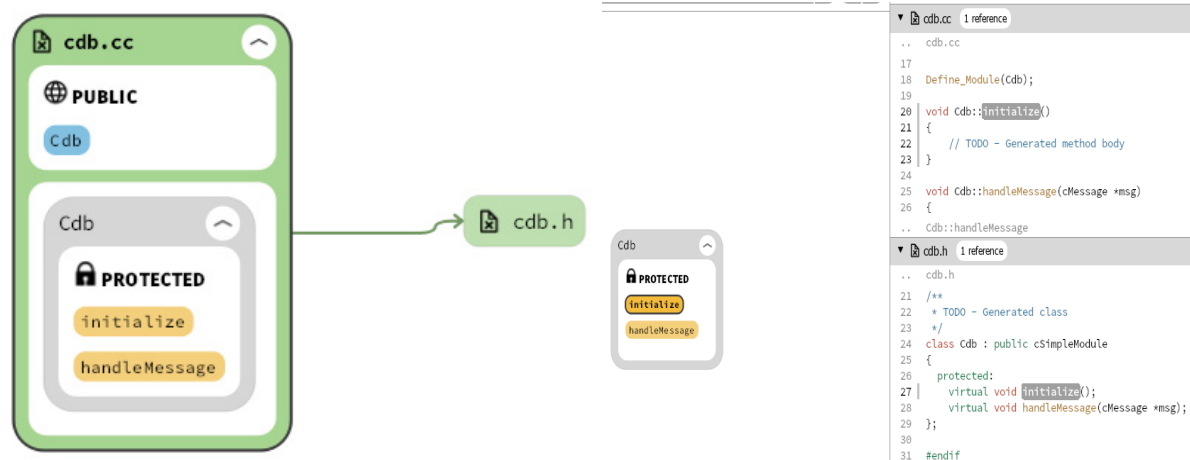 cdb.cc
PUBLIC
Cdb
Cdb
PROTECTED
initialize
handleMessage
cdb.h
Cdb
PROTECTED
initialize
handleMessage
cdb.cc 1 reference
.. cdb.cc
17
18 Define_Module(Cdb);
19
20 void Cdb::initialize()
21 {
22 // TODO - Generated method body
23 }
24
25 void Cdb::handleMessage(cMessage *msg)
26 {
.. Cdb::handleMessage
cdb.h 1 reference
.. cdb.h
21 /**
22 * TODO - Generated class
23 */
24 class Cdb : public cSimpleModule
25 {
26 protected:
27 virtual void initialize();
28 virtual void handleMessage(cMessage *msg);
29 };
30
31 #endif